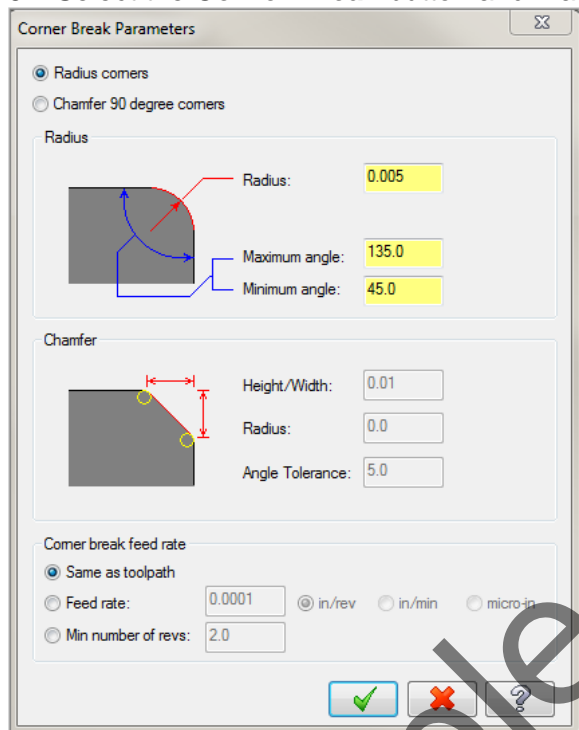 Corner Break Parameters
Radius corners
Chamfer 90 degree corners
Radius
Radius: 0.005
Maximum angle: 135.0
Minimum angle: 45.0
Chamfer
Height/Width: 0.01
Radius: 0.0
Angle Tolerance: 5.0
Corner break feed rate
Same as toolpath
Feed rate: 0.0001 in/rev in/min micro-in
Min number of revs: 2.0
ple